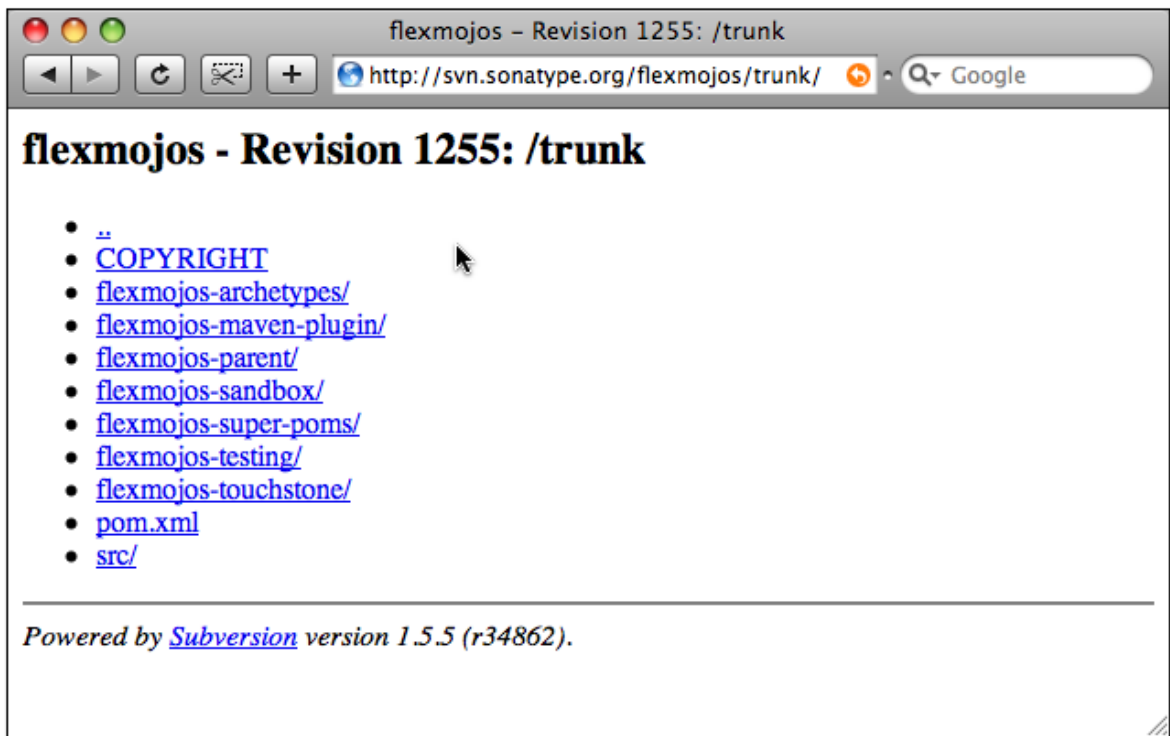 flexmojos – Revision 1255: /trunk
http://svn.sonatype.org/flexmojos/trunk/ Google
flexmojos - Revision 1255: /trunk
..
COPYRIGHT
flexmojos-archetypes/
flexmojos-maven-plugin/
flexmojos-parent/
flexmojos-sandbox/
flexmojos-super-poms/
flexmojos-testing/
flexmojos-touchstone/
pom.xml
src/
Powered by Subversion version 1.5.5 (r34862).